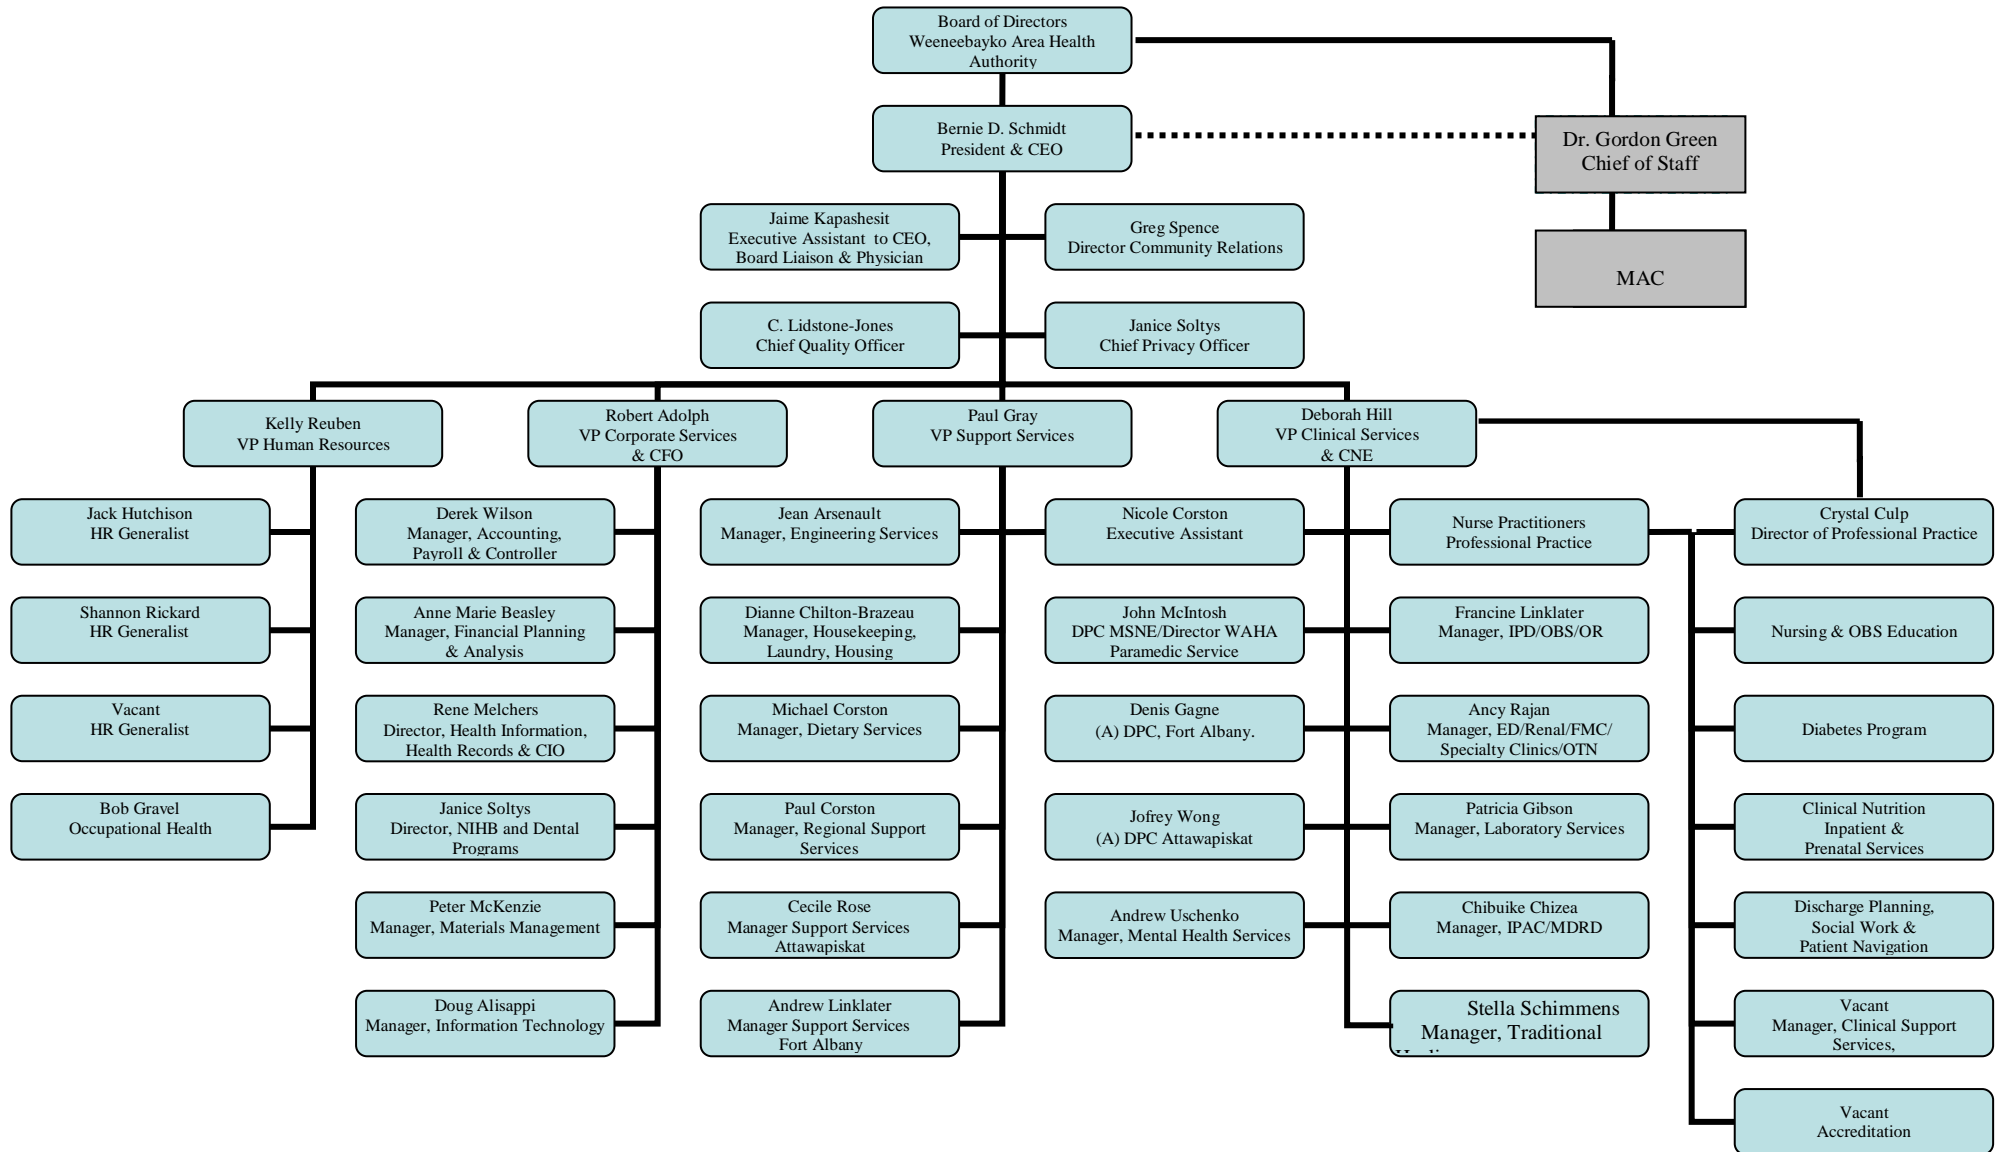 Board of Directors
Weeneebayko Area Health
Authority
Bernie D. Schmidt
President & CEO
Dr. Gordon Green
Chief of Staff
MAC
Jaime Kapashesit
Executive Assistant to CEO,
Board Liaison & Physician
Greg Spence
Director Community Relations
C. Lidstone-Jones
Chief Quality Officer
Janice Soltys
Chief Privacy Officer
Kelly Reuben
VP Human Resources
Robert Adolph
VP Corporate Services
& CFO
Paul Gray
VP Support Services
Deborah Hill
VP Clinical Services
& CNE
Jack Hutchison
HR Generalist
Derek Wilson
Manager, Accounting,
Payroll & Controller
Jean Arsenault
Manager, Engineering Services
Nicole Corston
Executive Assistant
Nurse Practitioners
Professional Practice
Crystal Culp
Director of Professional Practice
Shannon Rickard
HR Generalist
Anne Marie Beasley
Manager, Financial Planning
& Analysis
Dianne Chilton-Brazeau
Manager, Housekeeping,
Laundry, Housing
John McIntosh
DPC MSNE/Director WAHA
Paramedic Service
Francine Linklater
Manager, IPD/OBS/OR
Nursing & OBS Education
Vacant
HR Generalist
Rene Melchers
Director, Health Information,
Health Records & CIO
Michael Corston
Manager, Dietary Services
Denis Gagne
(A) DPC, Fort Albany.
Ancy Rajan
Manager, ED/Renal/FMC/
Specialty Clinics/OTN
Diabetes Program
Bob Gravel
Occupational Health
Janice Soltys
Director, NIHB and Dental
Programs
Paul Corston
Manager, Regional Support
Services
Jofrey Wong
(A) DPC Attawapiskat
Patricia Gibson
Manager, Laboratory Services
Clinical Nutrition
Inpatient &
Prenatal Services
Peter McKenzie
Manager, Materials Management
Cecile Rose
Manager Support Services
Attawapiskat
Andrew Uschenko
Manager, Mental Health Services
Chibuike Chizea
Manager, IPAC/MDRD
Discharge Planning,
Social Work &
Patient Navigation
Doug Alisappi
Manager, Information Technology
Andrew Linklater
Manager Support Services
Fort Albany
Stella Schimmens
Manager, Traditional
Vacant
Manager, Clinical Support
Services,
Vacant
Accreditation